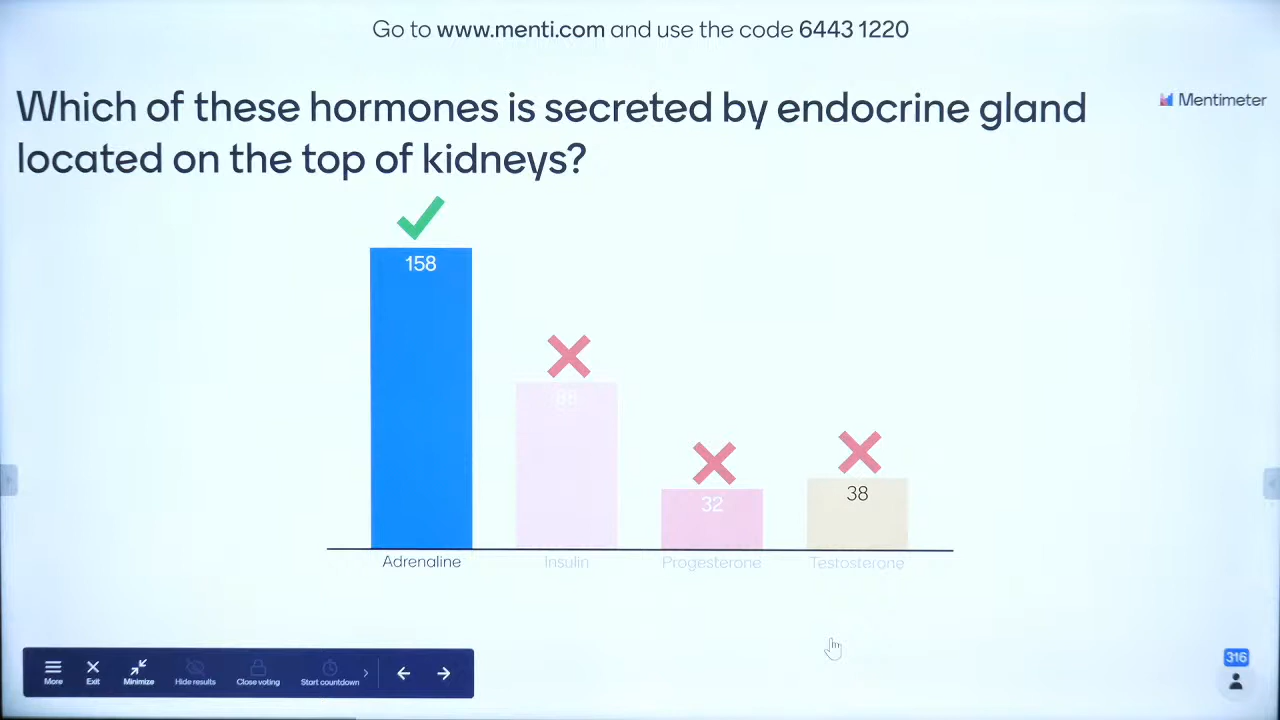 Go to www.menti.com and use the code 6443 1220
Which of these hormones is secreted by endocrine gland
located on the top of kidneys?
Mentimeter
158
32
38
Adrenaline
Insulin
Progesterone
Testosterone
More
Exit
Minimize
Hide results
Close voting
Start countdown
316